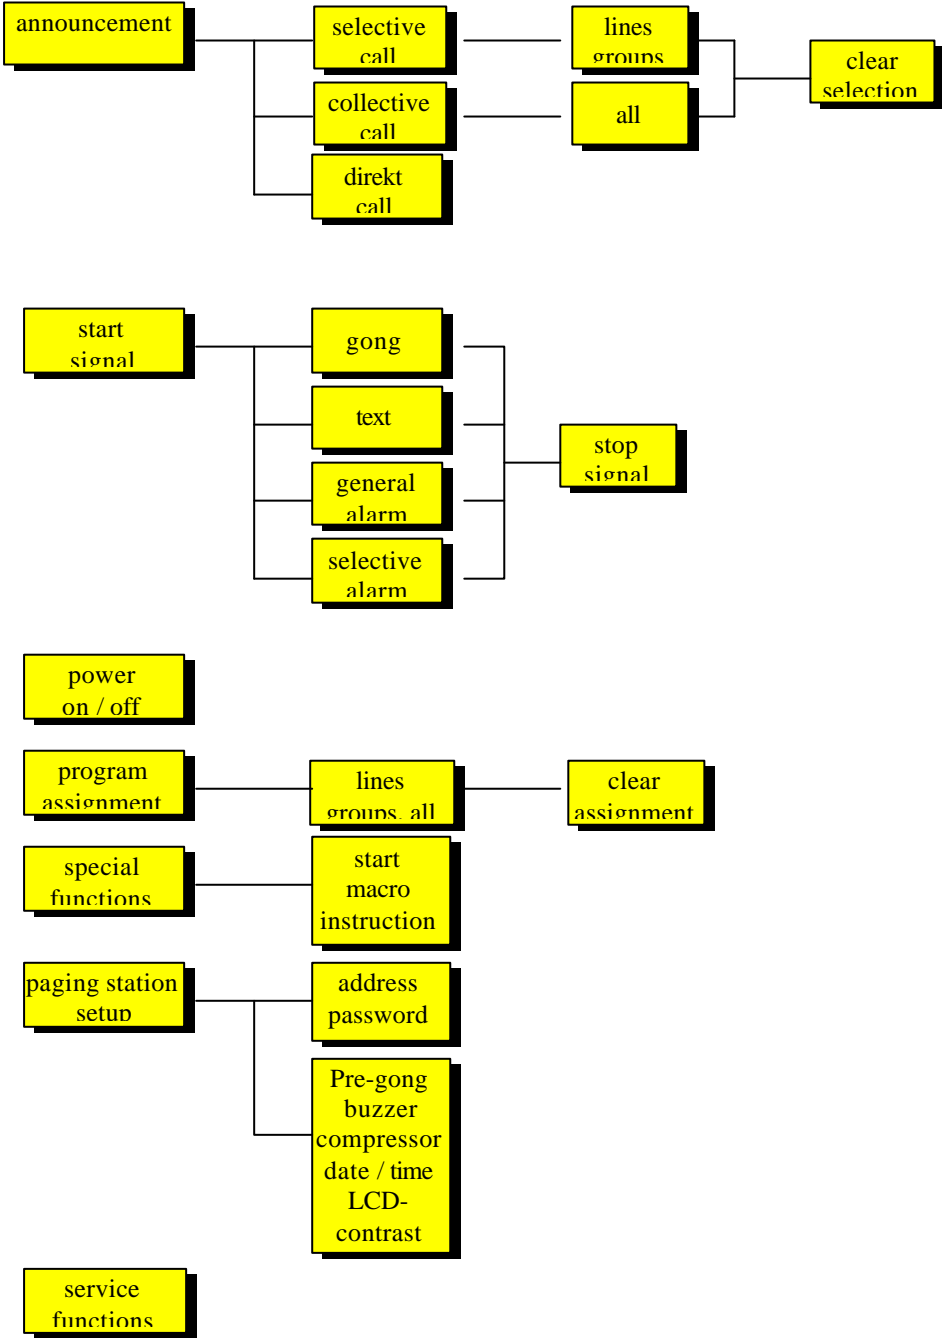 announcement
selective
call
lines
groups
clear
selection
collective
call
all
direkt
call
start
signal
gong
text
stop
signal
general
alarm
selective
alarm
power
on / off
program
assignment
lines
groups, all
clear
assignment
special
functions
start
macro
instruction
paging station
setup
address
password
Pre-gong
buzzer
compressor
date / time
LCD-
contrast
service
functions